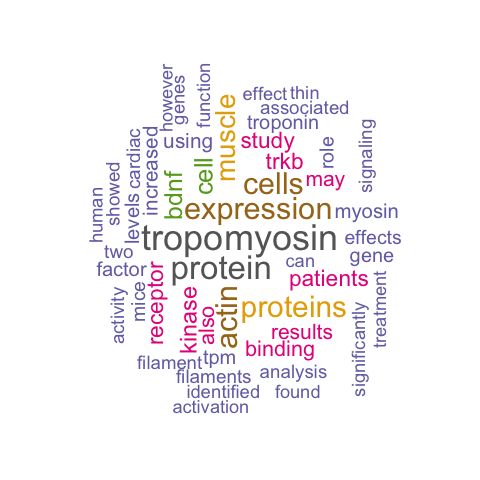 however
genes
function
effect
thin
associated
troponin
using
muscle
study
role
signaling
cardiac
increased
bdnf
cell
trkb
cells
may
human
showed
levels
expression
myosin
tropomyosin
effects
two
factor
protein
can
gene
patients
activity
mice
receptor
kinase
also
actin
proteins
significantly
treatment
results
binding
filament
tpm
filaments
analysis
identified
found
activation